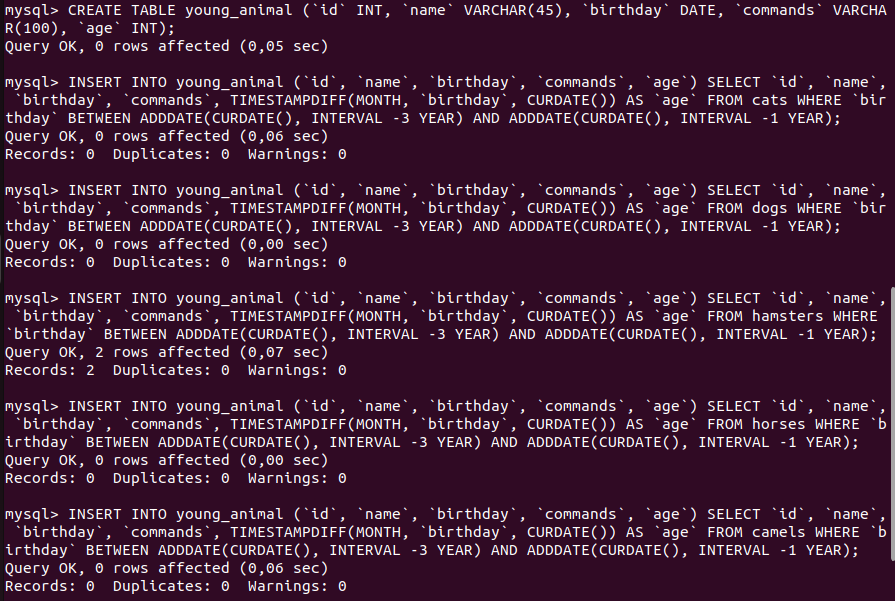 mysql> CREATE TABLE young_animal (`id` INT, `name` VARCHAR(45), `birthday` DATE, `commands` VARCHA
R(100), `age` INT);
Query OK, 0 rows affected (0,05 sec)

mysql> INSERT INTO young_animal (`id`, `name`, `birthday`, `commands`, `age`) SELECT `id`, `name`,
 `birthday`, `commands`, TIMESTAMPDIFF(MONTH, `birthday`, CURDATE()) AS `age` FROM cats WHERE `bir
thday` BETWEEN ADDDATE(CURDATE(), INTERVAL -3 YEAR) AND ADDDATE(CURDATE(), INTERVAL -1 YEAR);
Query OK, 0 rows affected (0,06 sec)
Records: 0  Duplicates: 0  Warnings: 0

mysql> INSERT INTO young_animal (`id`, `name`, `birthday`, `commands`, `age`) SELECT `id`, `name`,
 `birthday`, `commands`, TIMESTAMPDIFF(MONTH, `birthday`, CURDATE()) AS `age` FROM dogs WHERE `bir
thday` BETWEEN ADDDATE(CURDATE(), INTERVAL -3 YEAR) AND ADDDATE(CURDATE(), INTERVAL -1 YEAR);
Query OK, 0 rows affected (0,00 sec)
Records: 0  Duplicates: 0  Warnings: 0

mysql> INSERT INTO young_animal (`id`, `name`, `birthday`, `commands`, `age`) SELECT `id`, `name`,
 `birthday`, `commands`, TIMESTAMPDIFF(MONTH, `birthday`, CURDATE()) AS `age` FROM hamsters WHERE
`birthday` BETWEEN ADDDATE(CURDATE(), INTERVAL -3 YEAR) AND ADDDATE(CURDATE(), INTERVAL -1 YEAR);
Query OK, 2 rows affected (0,07 sec)
Records: 2  Duplicates: 0  Warnings: 0

mysql> INSERT INTO young_animal (`id`, `name`, `birthday`, `commands`, `age`) SELECT `id`, `name`,
 `birthday`, `commands`, TIMESTAMPDIFF(MONTH, `birthday`, CURDATE()) AS `age` FROM horses WHERE `b
irthday` BETWEEN ADDDATE(CURDATE(), INTERVAL -3 YEAR) AND ADDDATE(CURDATE(), INTERVAL -1 YEAR);
Query OK, 0 rows affected (0,00 sec)
Records: 0  Duplicates: 0  Warnings: 0

mysql> INSERT INTO young_animal (`id`, `name`, `birthday`, `commands`, `age`) SELECT `id`, `name`,
 `birthday`, `commands`, TIMESTAMPDIFF(MONTH, `birthday`, CURDATE()) AS `age` FROM camels WHERE `b
irthday` BETWEEN ADDDATE(CURDATE(), INTERVAL -3 YEAR) AND ADDDATE(CURDATE(), INTERVAL -1 YEAR);
Query OK, 0 rows affected (0,06 sec)
Records: 0  Duplicates: 0  Warnings: 0